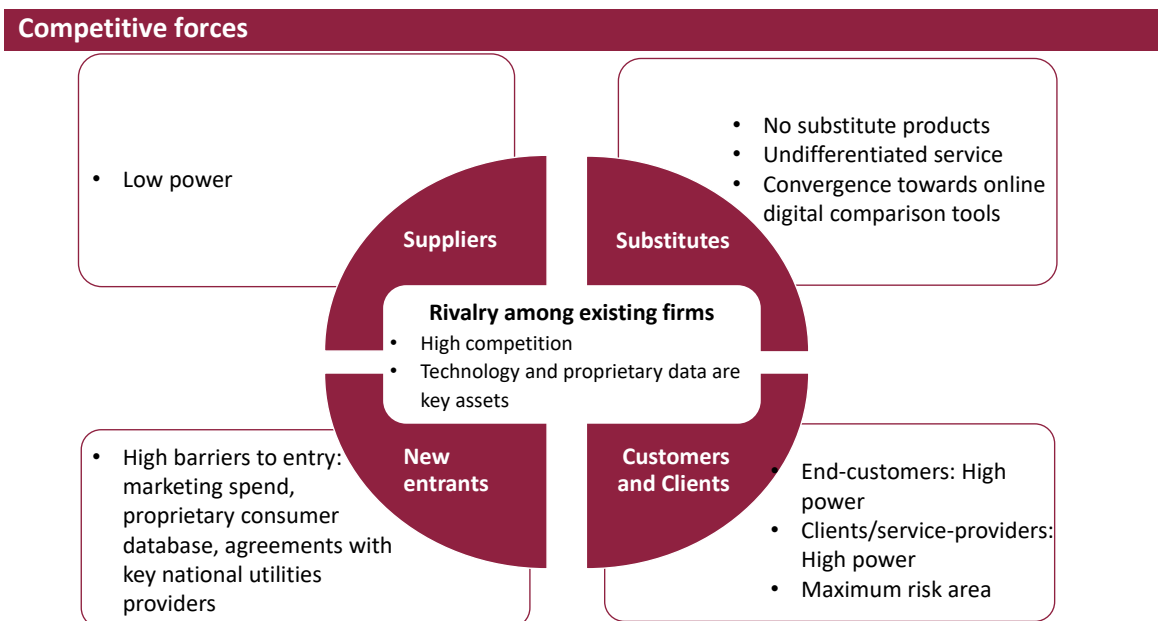 Competitive forces
• Low power
Suppliers
• No substitute products
• Undifferentiated service
• Convergence towards online
digital comparison tools
Substitutes
Rivalry among existing firms
• High competition
• Technology and proprietary data are
key assets
• High barriers to entry:
marketing spend,
proprietary consumer
database, agreements with
key national utilities
providers
New
entrants
Customers
and Clients
• End-customers: High
power
• Clients/service-providers:
High power
• Maximum risk area